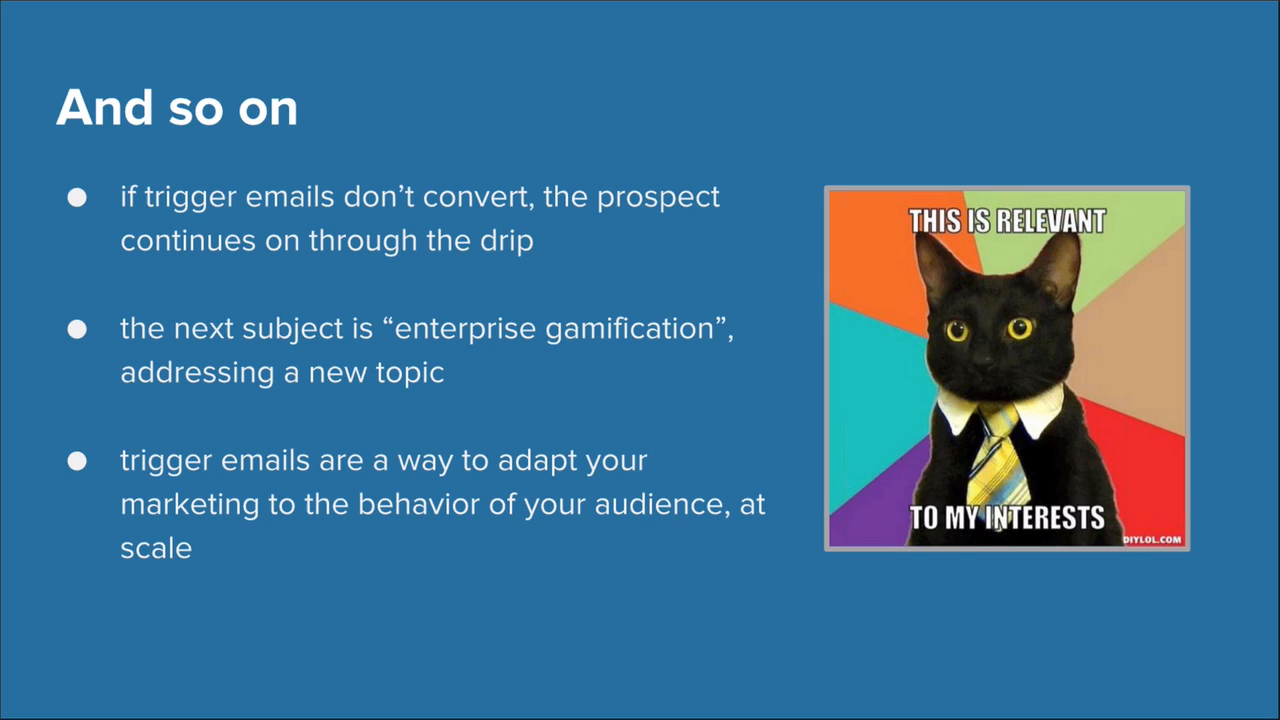 And so on
● if trigger emails don’t convert, the prospect
continues on through the drip
● the next subject is “enterprise gamification”,
addressing a new topic
● trigger emails are a way to adapt your
marketing to the behavior of your audience, at
scale
THIS IS RELEVANT
TO MY INTERESTS
DIYLOL.COM